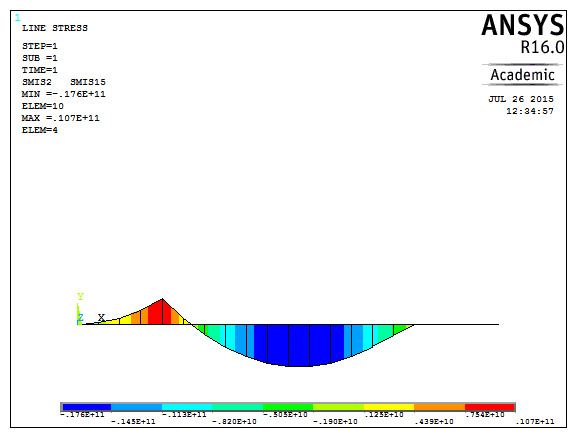 1
LINE STRESS
STEP=1
SUB =1
TIME=1
SMIS2 SMIS15
MIN =-.176E+11
ELEM=10
MAX =.107E+11
ELEM=4
ANSYS
R16.0
Academic
JUL 26 2015
12:34:57
Y
Z X
-.176E+11 -.113E+11 -.505E+10 .125E+10 .754E+10
-.145E+11 -.820E+10 -.190E+10 .439E+10 .107E+11